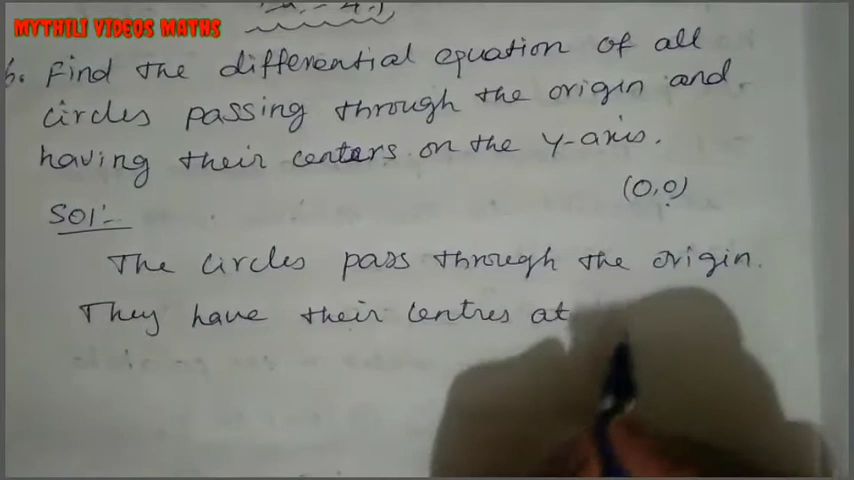 MYTHILI VIDEOS MATHS
6. Find the differential equation of all
circles passing through the origin and
having their centers on the Y-axis.
(0,0)
Sol:-
The circles pass through the origin.
They have their centres at